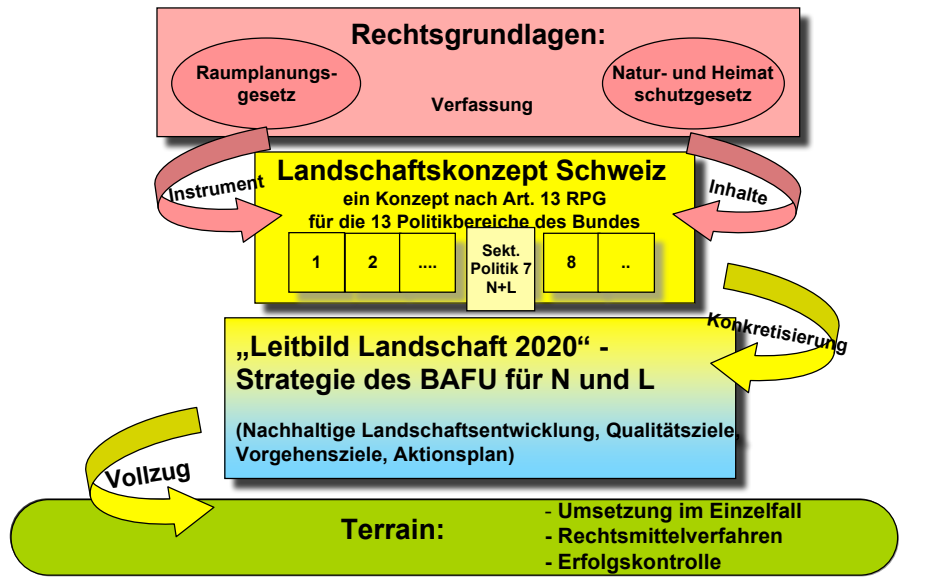 Rechtsgrundlagen:
Raumplanungs-
gesetz
Natur- und Heimat
schutzgesetz
Verfassung
Instrument
Landschaftskonzept Schweiz
ein Konzept nach Art. 13 RPG
für die 13 Politikbereiche des Bundes
Inhalte
1
2
....
Sekt.
Politik 7
N+L
8
..
Konkretisierung
„Leitbild Landschaft 2020“ -
Strategie des BAFU für N und L
(Nachhaltige Landschaftsentwicklung, Qualitätsziele,
Vorgehensziele, Aktionsplan)
Vollzug
Terrain:
- Umsetzung im Einzelfall
- Rechtsmittelverfahren
- Erfolgskontrolle